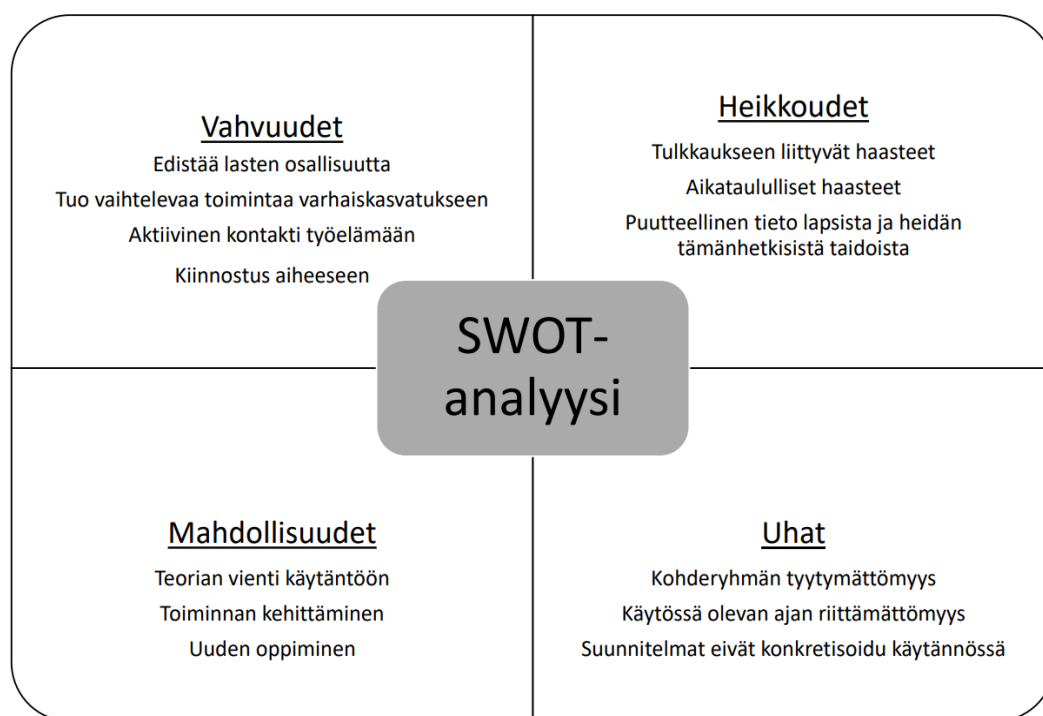 Vahvuudet
Edistää lasten osallisuutta
Tuo vaihtelevaa toimintaa varhaiskasvatukseen
Aktiivinen kontakti työelämään
Kiinnostus aiheeseen
Heikkoudet
Tulkkaukseen liittyvät haasteet
Aikataululliset haasteet
Puutteellinen tieto lapsista ja heidän
tämänhetkisistä taidoista
SWOT-
analyysi
Mahdollisuudet
Teorian vienti käytäntöön
Toiminnan kehittäminen
Uuden oppiminen
Uhat
Kohderyhmän tyytymättömyys
Käytössä olevan ajan riittämättömyys
Suunnitelmat eivät konkretisoidu käytännössä